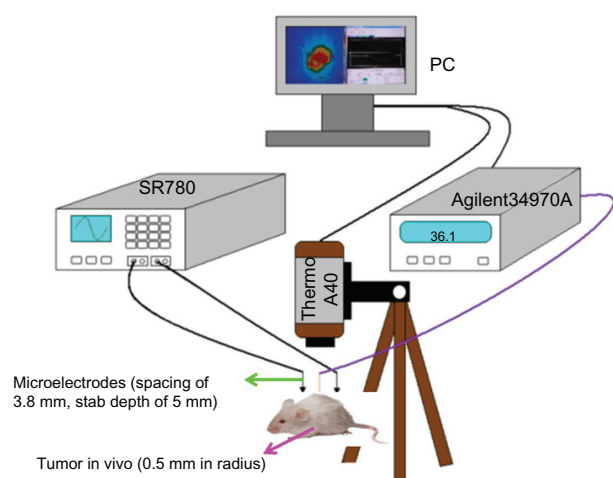 PC
SR780
Agilent34970A
36.1
Thermo
A40
Microelectrodes (spacing of
3.8 mm, stab depth of 5 mm)
Tumor in vivo (0.5 mm in radius)